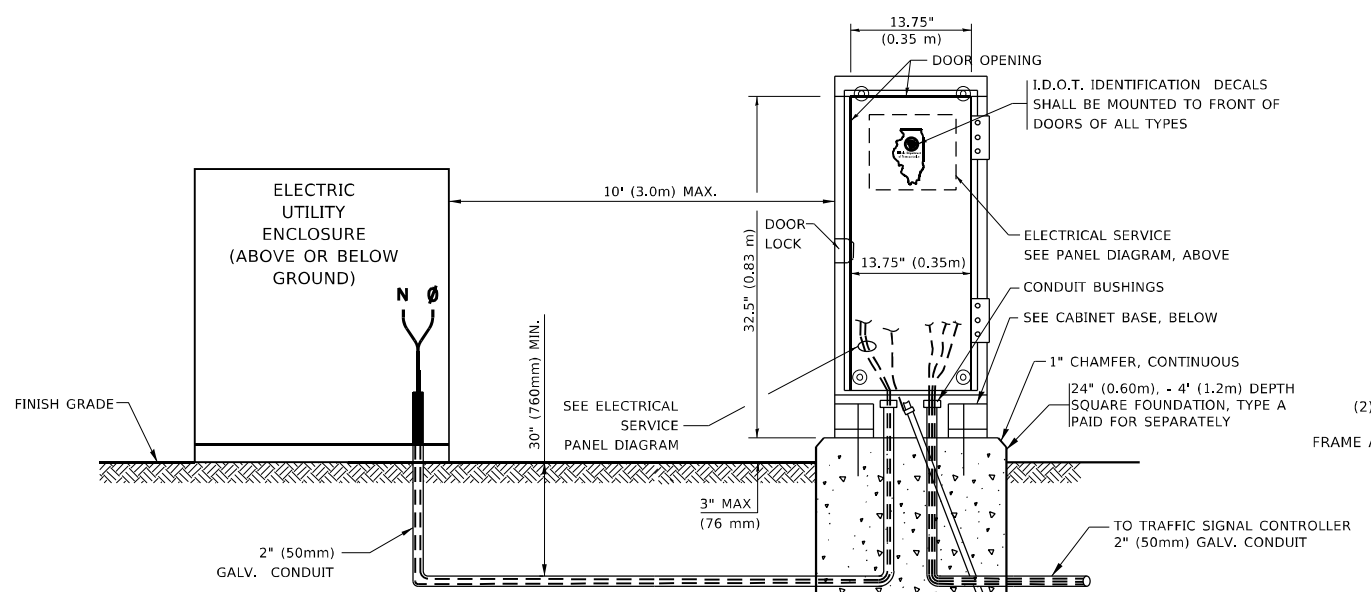 13.75"
(0.35 m)
DOOR OPENING
I.D.O.T. IDENTIFICATION DECALS
SHALL BE MOUNTED TO FRONT OF
DOORS OF ALL TYPES
ELECTRIC
UTILITY
ENCLOSURE
(ABOVE OR BELOW
GROUND)
N Ø
10' (3.0m) MAX.
DOOR
LOCK
32.5" (0.83 m)
13.75" (0.35m)
ELECTRICAL SERVICE
SEE PANEL DIAGRAM, ABOVE
CONDUIT BUSHINGS
SEE CABINET BASE, BELOW
1" CHAMFER, CONTINUOUS
24" (0.60m), - 4' (1.2m) DEPTH
SQUARE FOUNDATION, TYPE A
PAID FOR SEPARATELY
(2)
FRAME A
FINISH GRADE
30" (760mm) MIN.
SEE ELECTRICAL
SERVICE
PANEL DIAGRAM
3" MAX
(76 mm)
2" (50mm)
GALV. CONDUIT
TO TRAFFIC SIGNAL CONTROLLER
2" (50mm) GALV. CONDUIT